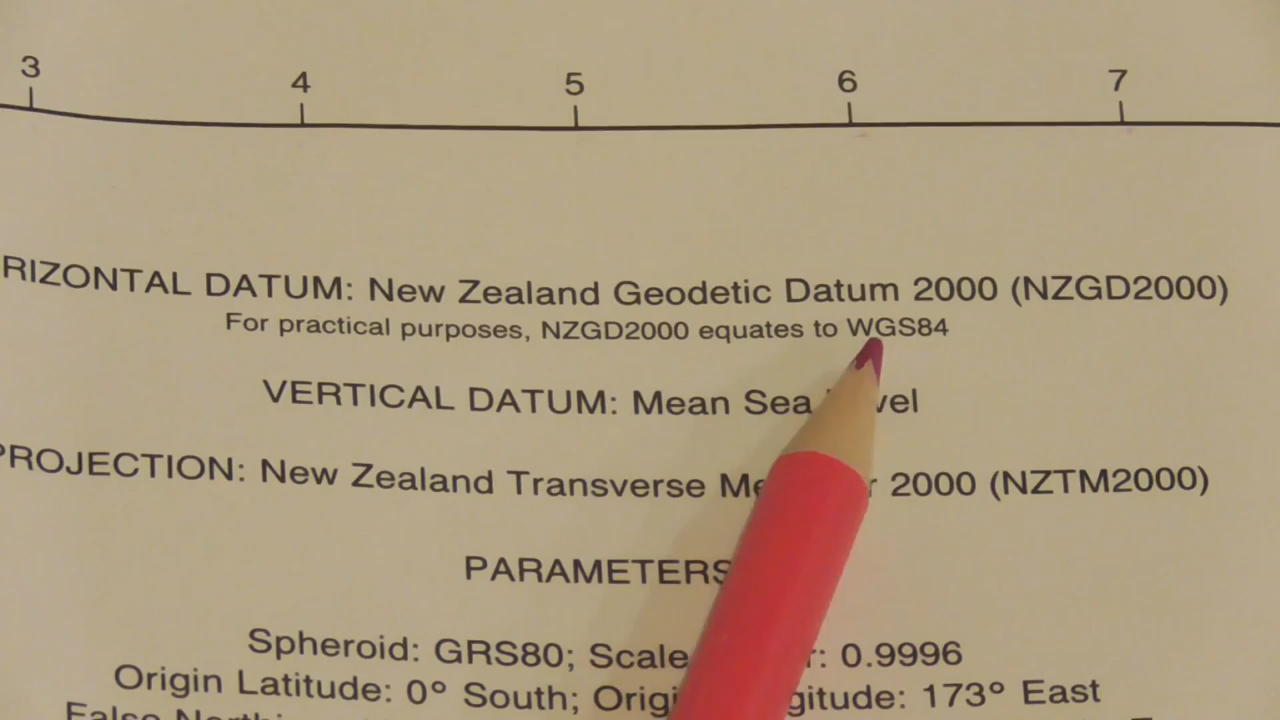 3 4 5 6 7
RIZONTAL DATUM: New Zealand Geodetic Datum 2000 (NZGD2000)
For practical purposes, NZGD2000 equates to WGS84
VERTICAL DATUM: Mean Sea vel
PROJECTION: New Zealand Transverse Me r 2000 (NZTM2000)
PARAMETERS
Spheroid: GRS80; Scale r: 0.9996
Origin Latitude: 0° South; Origi gitude: 173° East
False